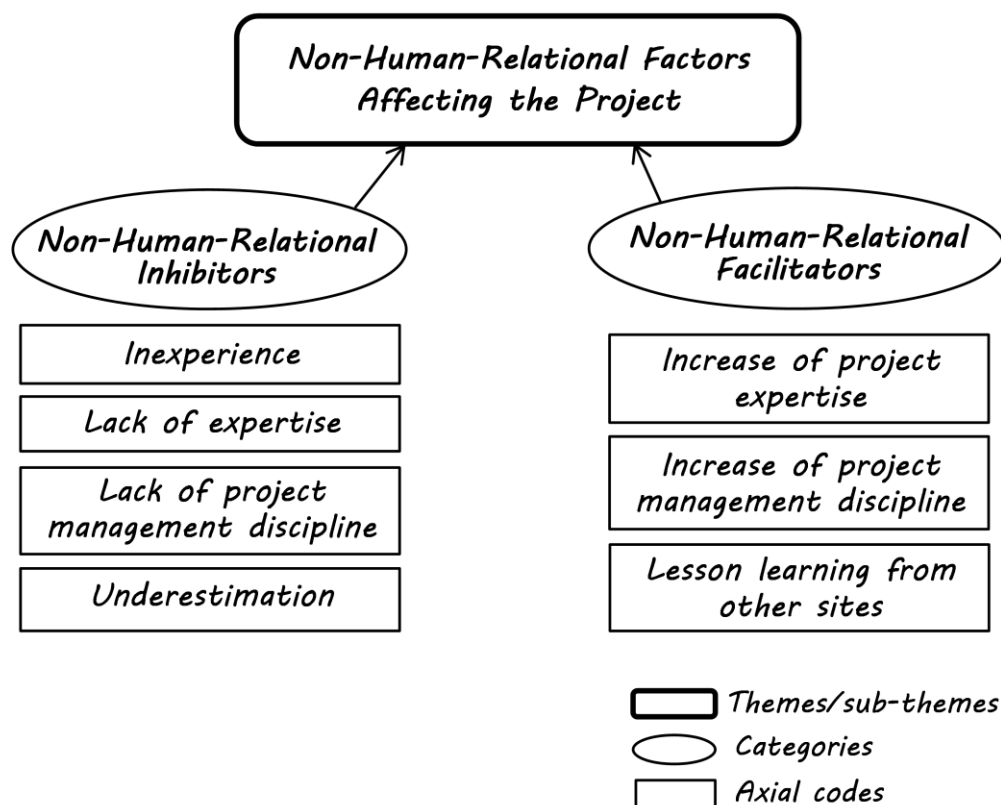 Non-Human-Relational Factors
Affecting the Project
Non-Human-Relational
Inhibitors
Inexperience
Lack of expertise
Lack of project
management discipline
Underestimation
Non-Human-Relational
Facilitators
Increase of project
expertise
Increase of project
management discipline
Lesson learning from
other sites
Themes/sub-themes
Categories
Axial codes